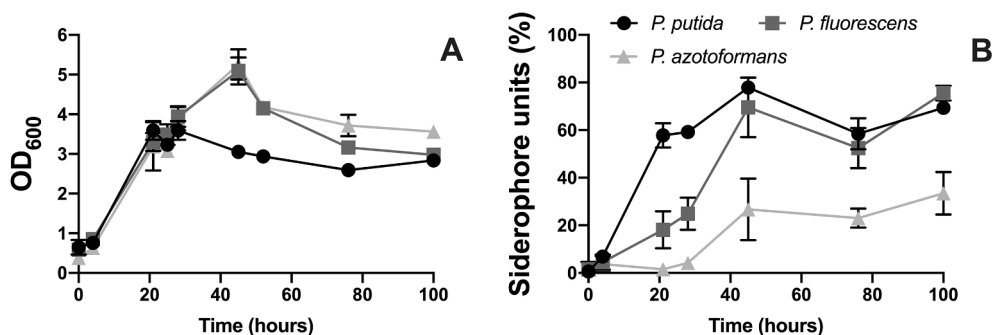 A
OD600
6
5
4
3
2
1
0
0 20 40 60 80 100
Time (hours)
B
P. putida
P. fluorescens
P. azotoformans
Siderophore units (%)
100
80
60
40
20
0
0 20 40 60 80 100
Time (hours)